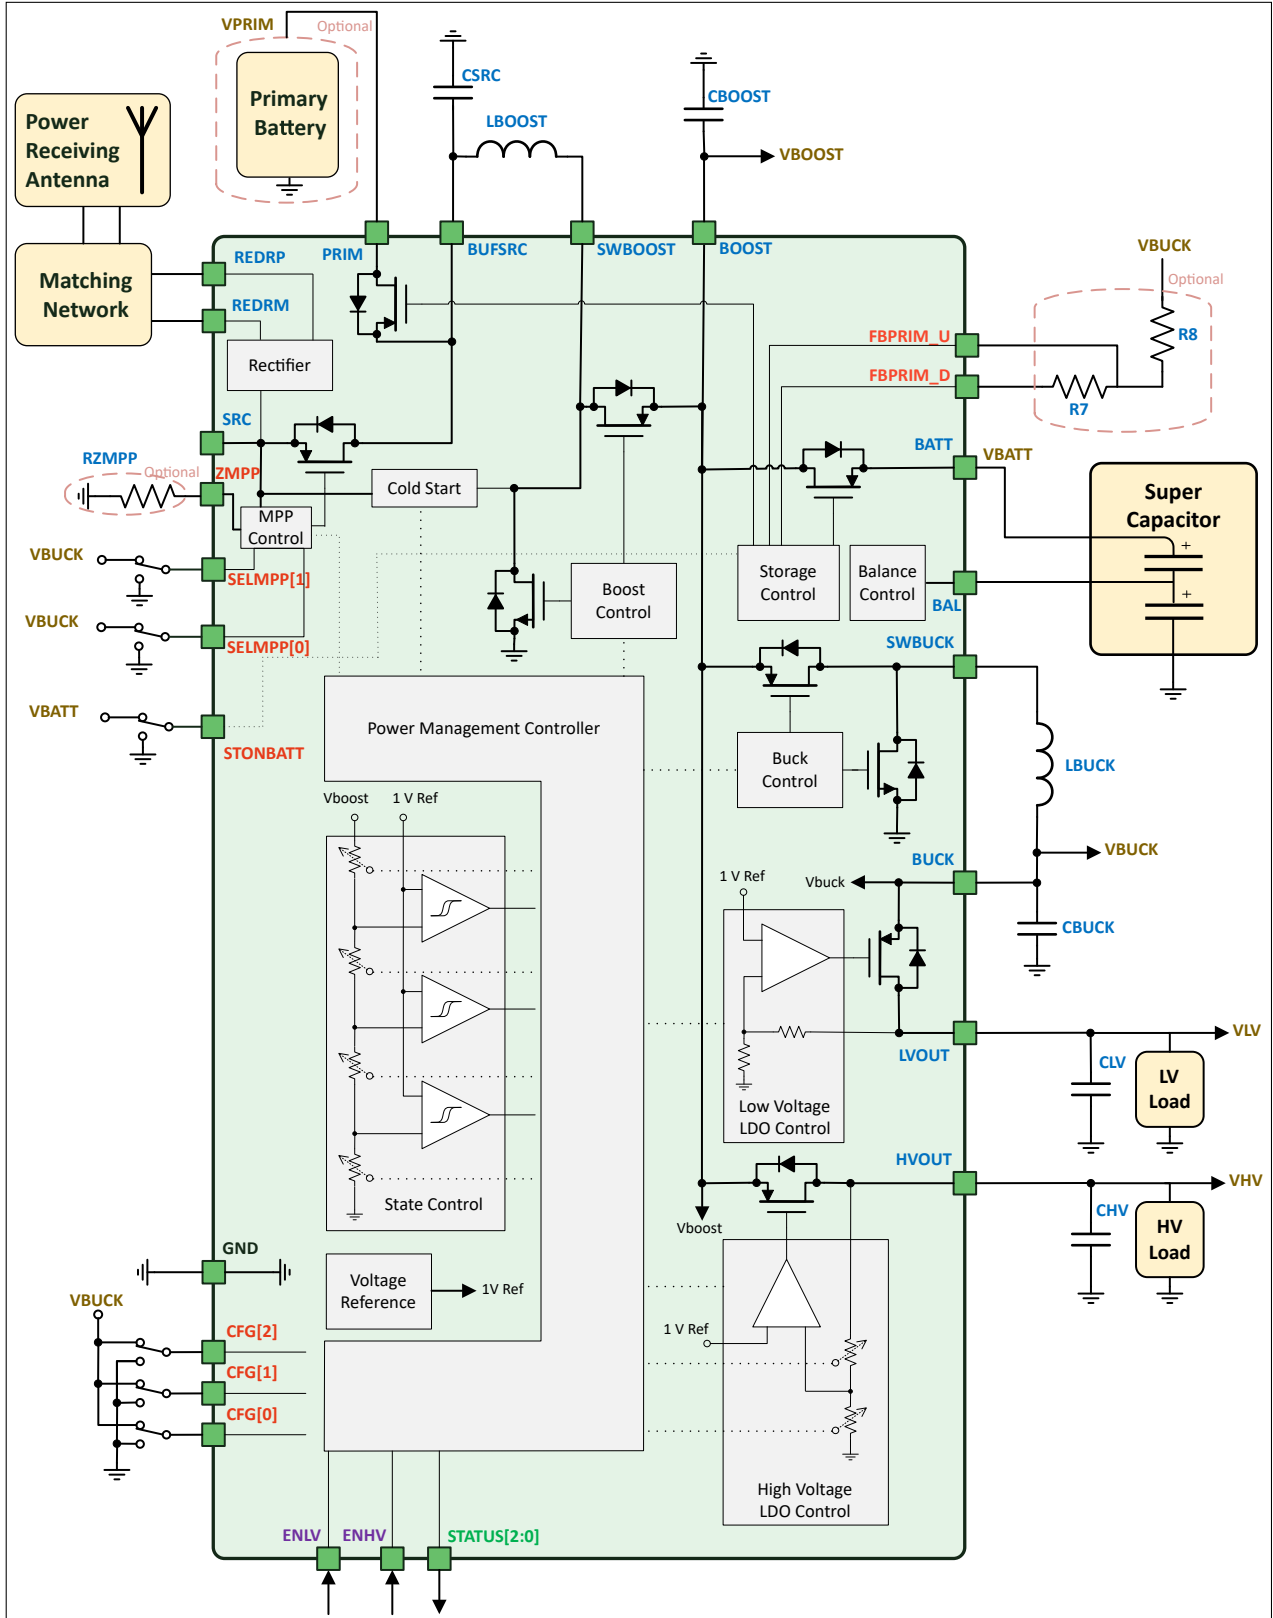 VPRIM
Optional
Primary
Battery
CSRC
LBOOST
CBOOST
VBOOST
Power
Receiving
Antenna
Matching
Network
REDRP
REDRM
PRIM
BUFSRC
SWBOOST
BOOST
VBUCK
Optional
R8
R7
FBPRIM_U
FBPRIM_D
Rectifier
SRC
RZMPP
Optional
ZMPP
MPP
Control
Cold Start
BATT
VBATT
Super
Capacitor
+
+
VBUCK
SELMPP[1]
VBUCK
SELMPP[0]
Boost
Control
Storage
Control
Balance
Control
BAL
SWBUCK
VBATT
STONBATT
Power Management Controller
Buck
Control
LBUCK
Vboost
1 V Ref
VBUCK
BUCK
Vbuck
1 V Ref
CBUCK
LVOUT
VLV
CLV
LV
Load
Low Voltage
LDO Control
HVOUT
VHV
CHV
HV
Load
State Control
Vboost
GND
Voltage
Reference
1V Ref
1 V Ref
VBUCK
CFG[2]
CFG[1]
CFG[0]
High Voltage
LDO Control
ENLV
ENHV
STATUS[2:0]